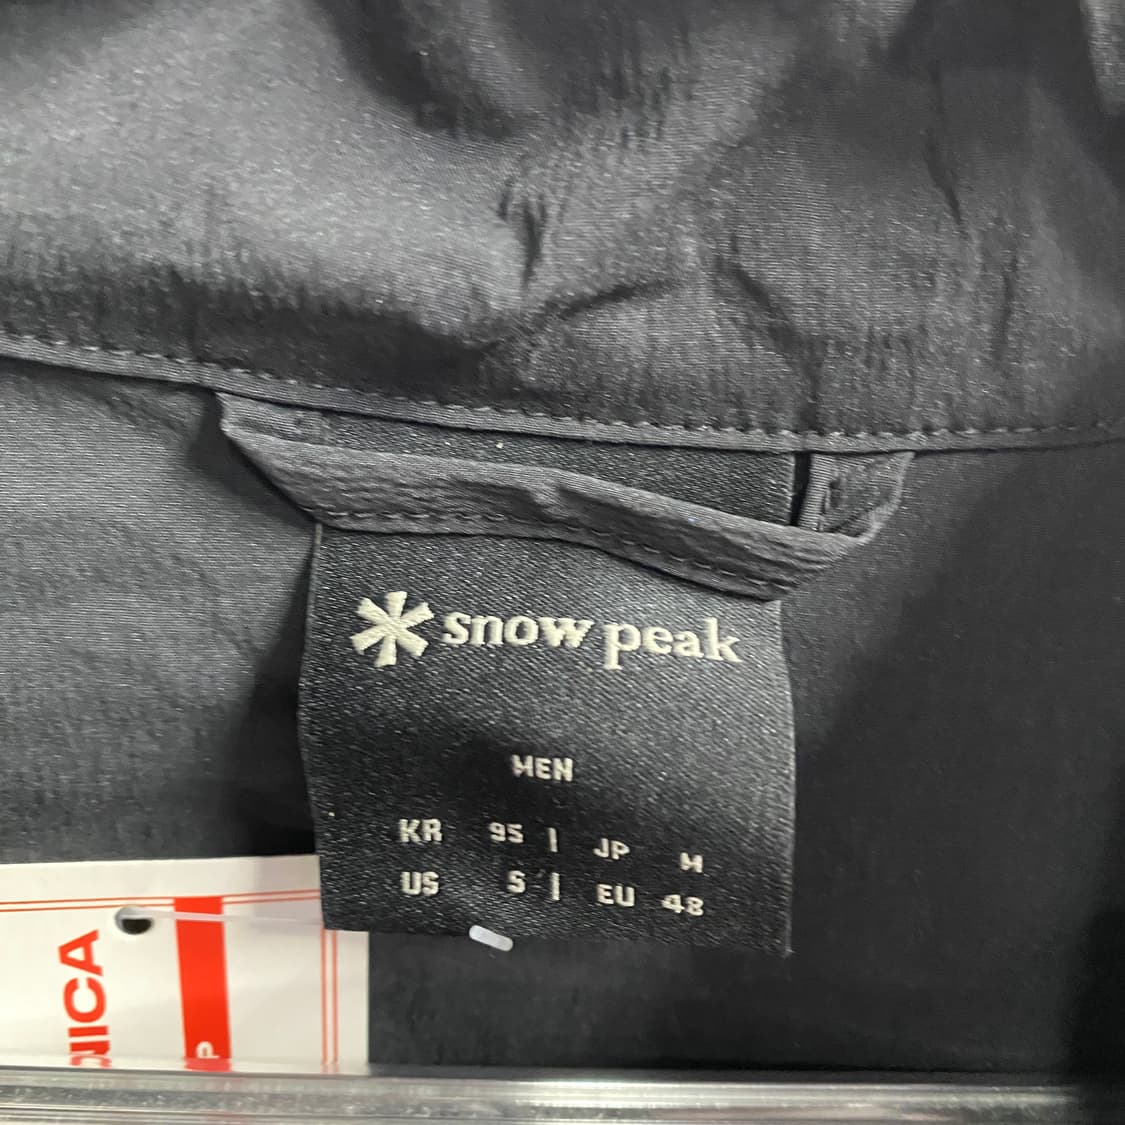 snow peak
MEN
KR 95 | JP M
US S | EU 48
P